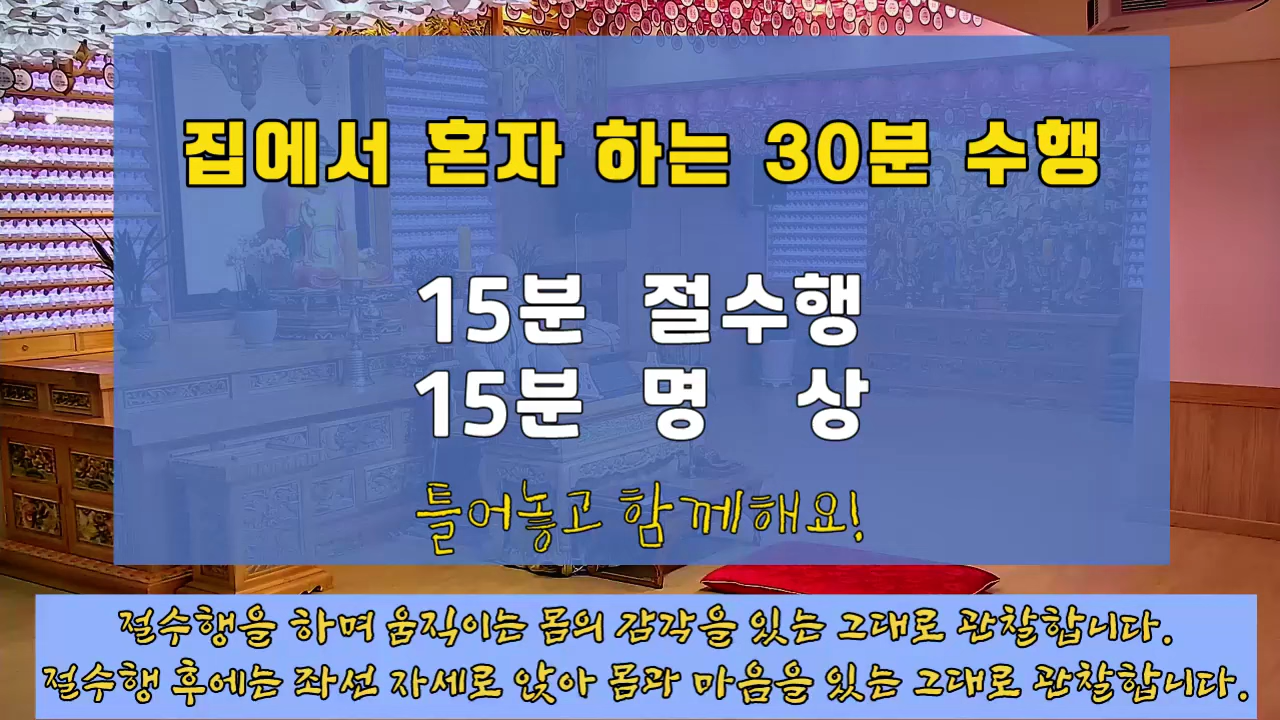 집에서 혼자 하는 30분 수행
15분 절수행
15분 명 상
틀어놓고 함께해요!
절수행을 하며 움직이는 몸의 감각을 있는 그대로 관찰합니다.
절수행 후에는 좌선 자세로 앉아 몸과 마음을 있는 그대로 관찰합니다.